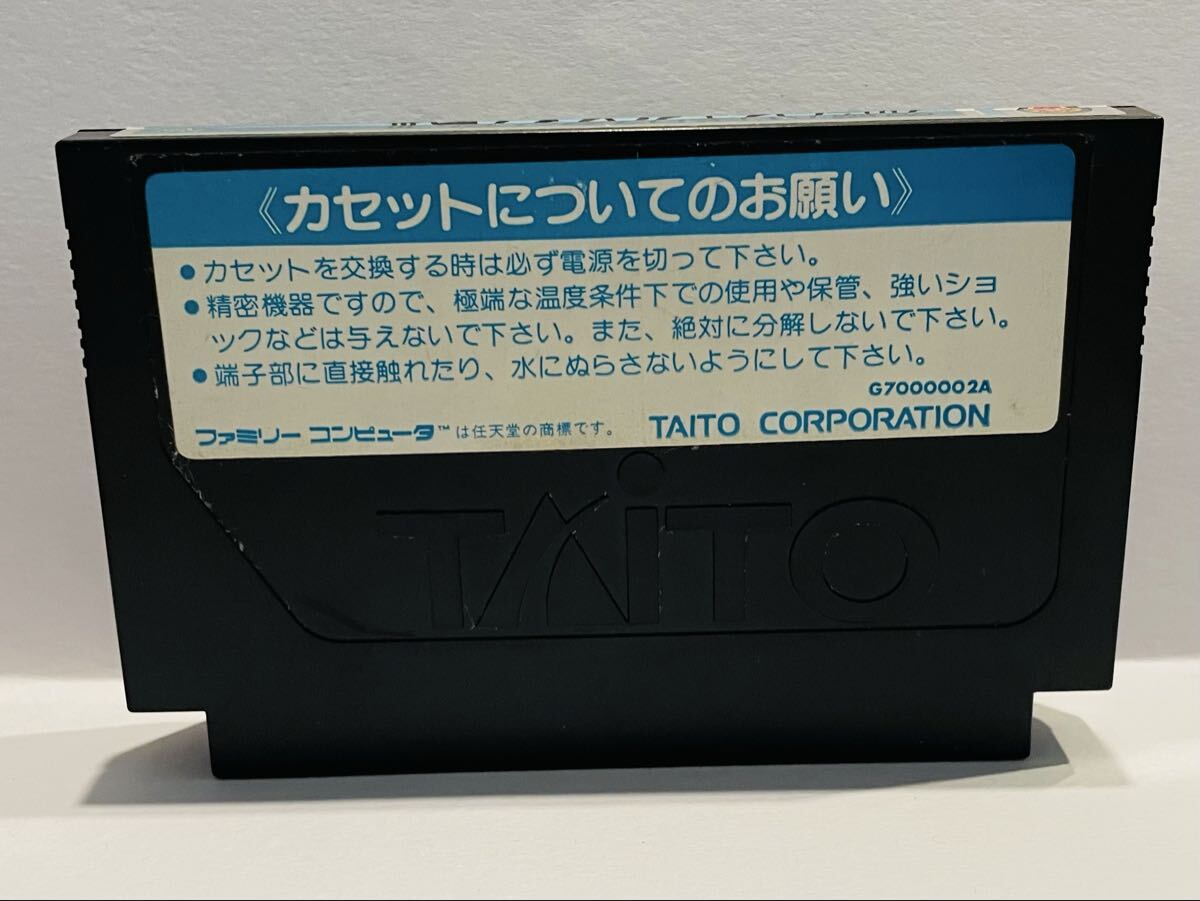 《カセットについてのお願い》
●カセットを交換する時は必ず電源を切って下さい。
●精密機器ですので、極端な温度条件下での使用や保管、強いショ
ックなどは与えないで下さい。また、絶対に分解しないで下さい。
●端子部に直接触れたり、水にぬらさないようにして下さい。
G7000002A
ファミリーコンピュータ™は任天堂の商標です。 TAITO CORPORATION
TAiTO